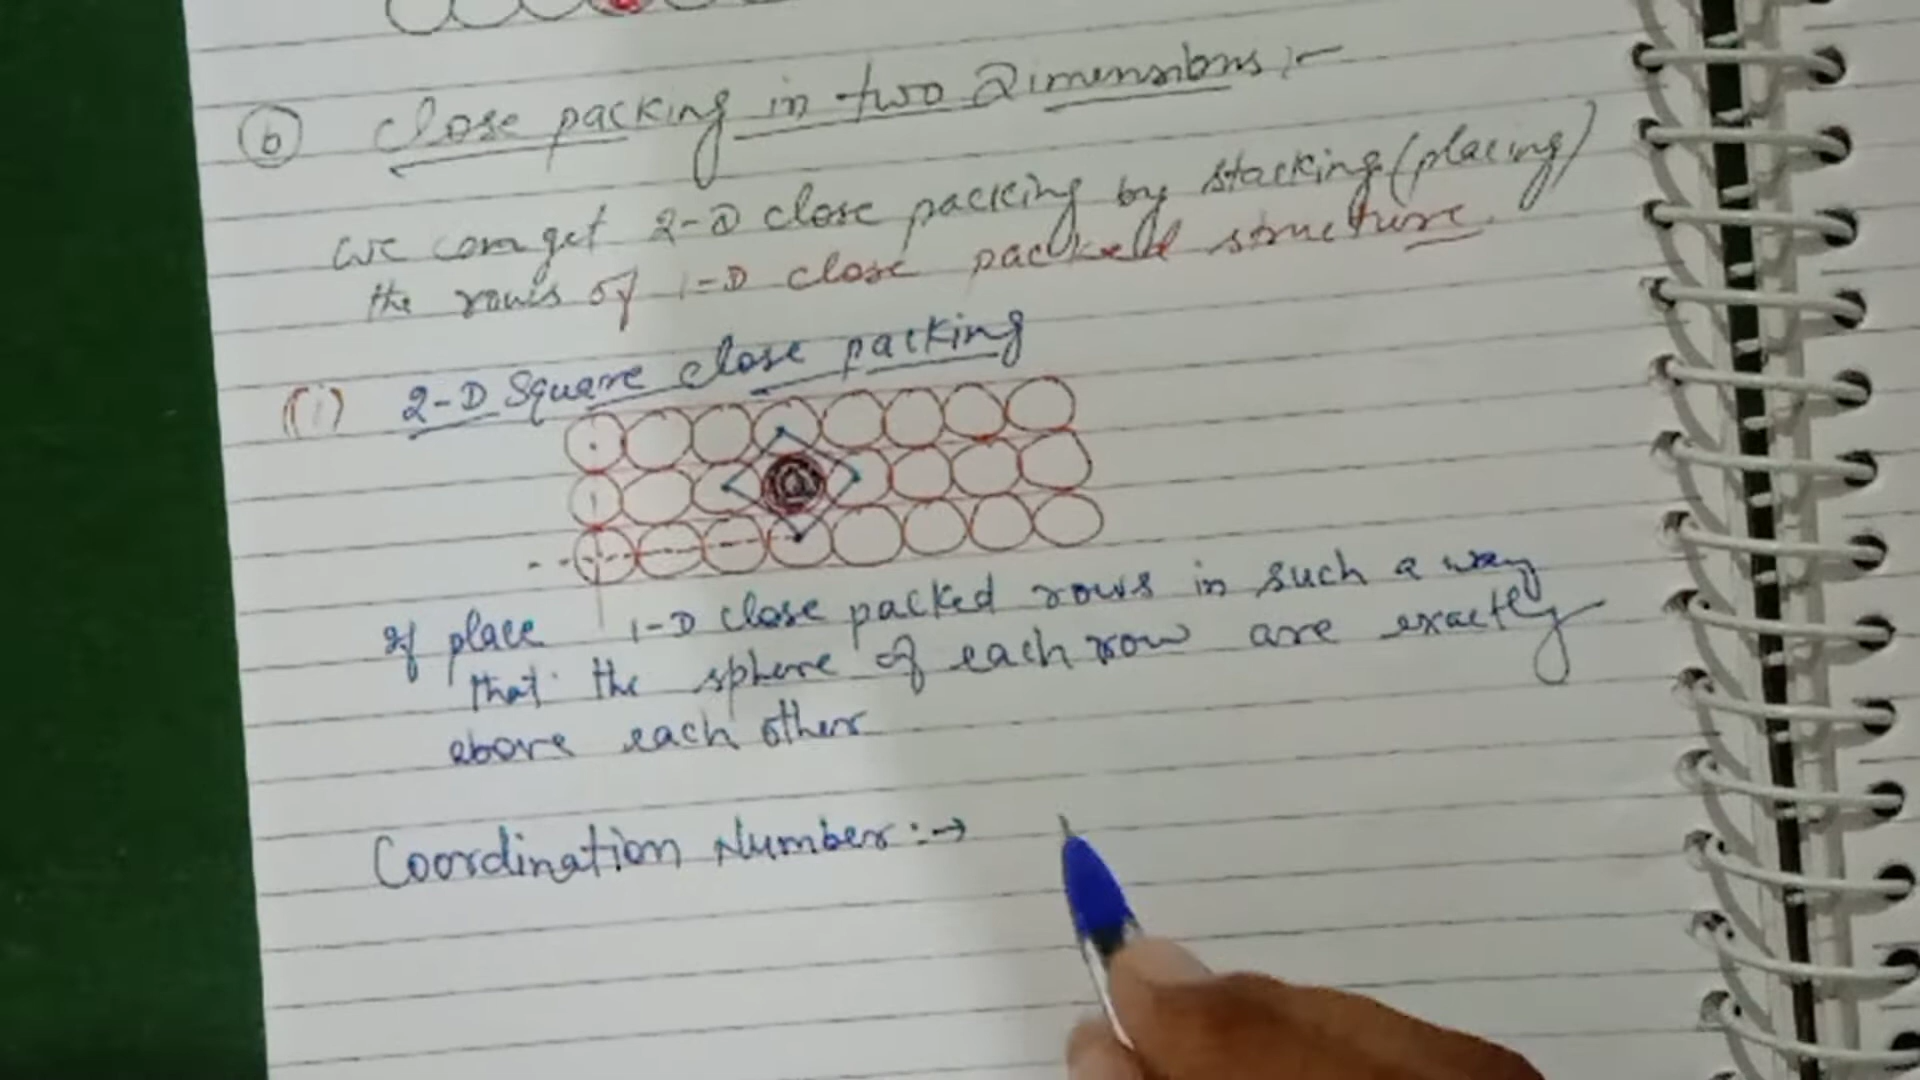 (b) Close packing in two Dimensions :-
We can get 2-D close packing by stacking (placing)
the rows of 1-D close packed structure.
(i) 2-D Square close packing
If place 1-D close packed rows in such a way
that the sphere of each row are exactly
above each other
Coordination Number :→